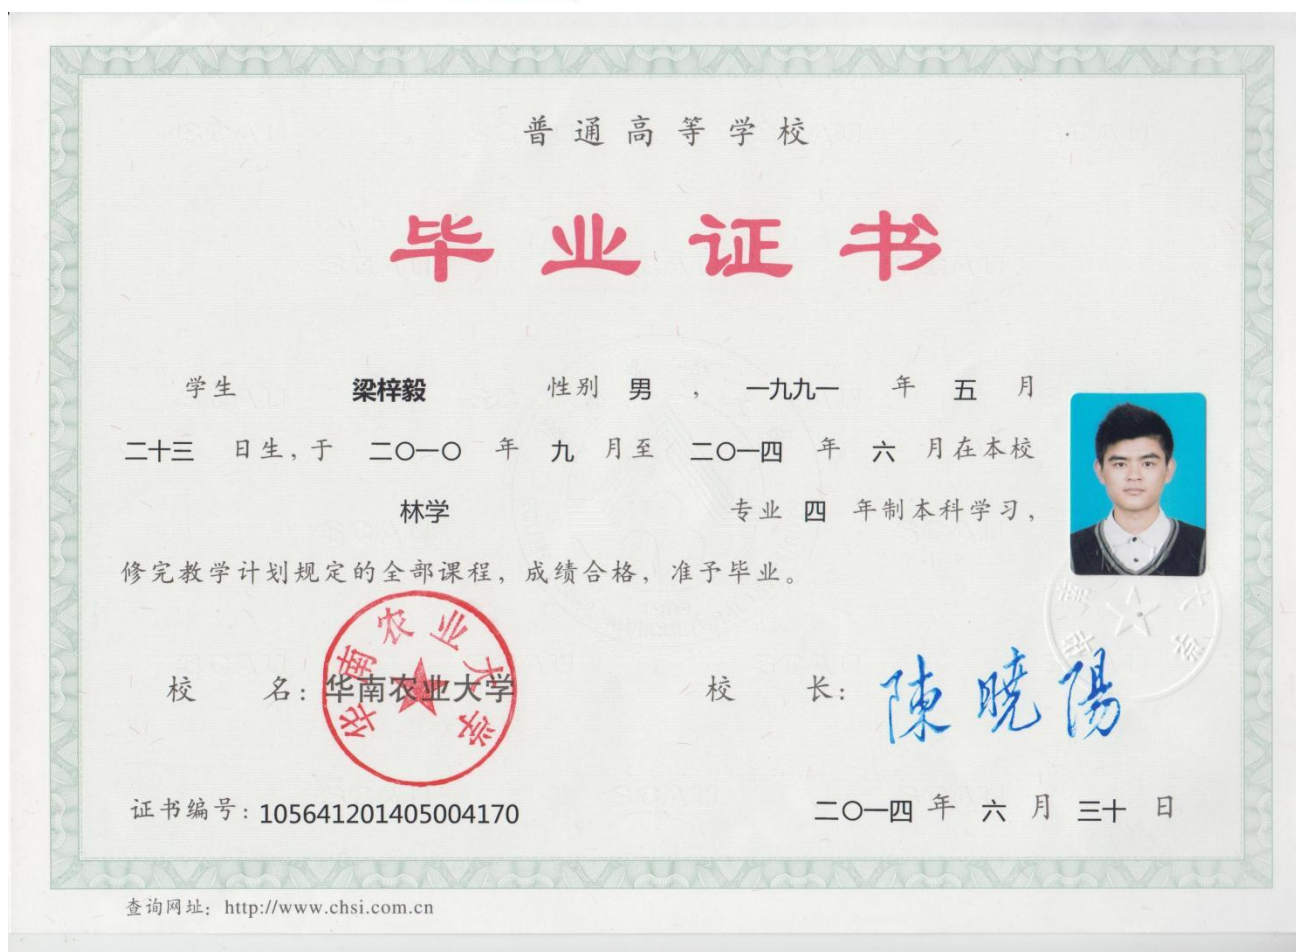 普通高等学校
毕业证书
学生 梁梓毅 性别 男 , 一九九一 年 五 月
二十三 日生, 于 二〇一〇 年 九 月至 二〇一四 年 六 月在本校
林学 专业 四 年制本科学习,
修完教学计划规定的全部课程, 成绩合格, 准予毕业。
华南农业大学
校 名: 华南农业大学 校 长: 陳曉陽
证书编号: 105641201405004170 二〇一四 年 六 月 三十 日
查询网址: http://www.chsi.com.cn